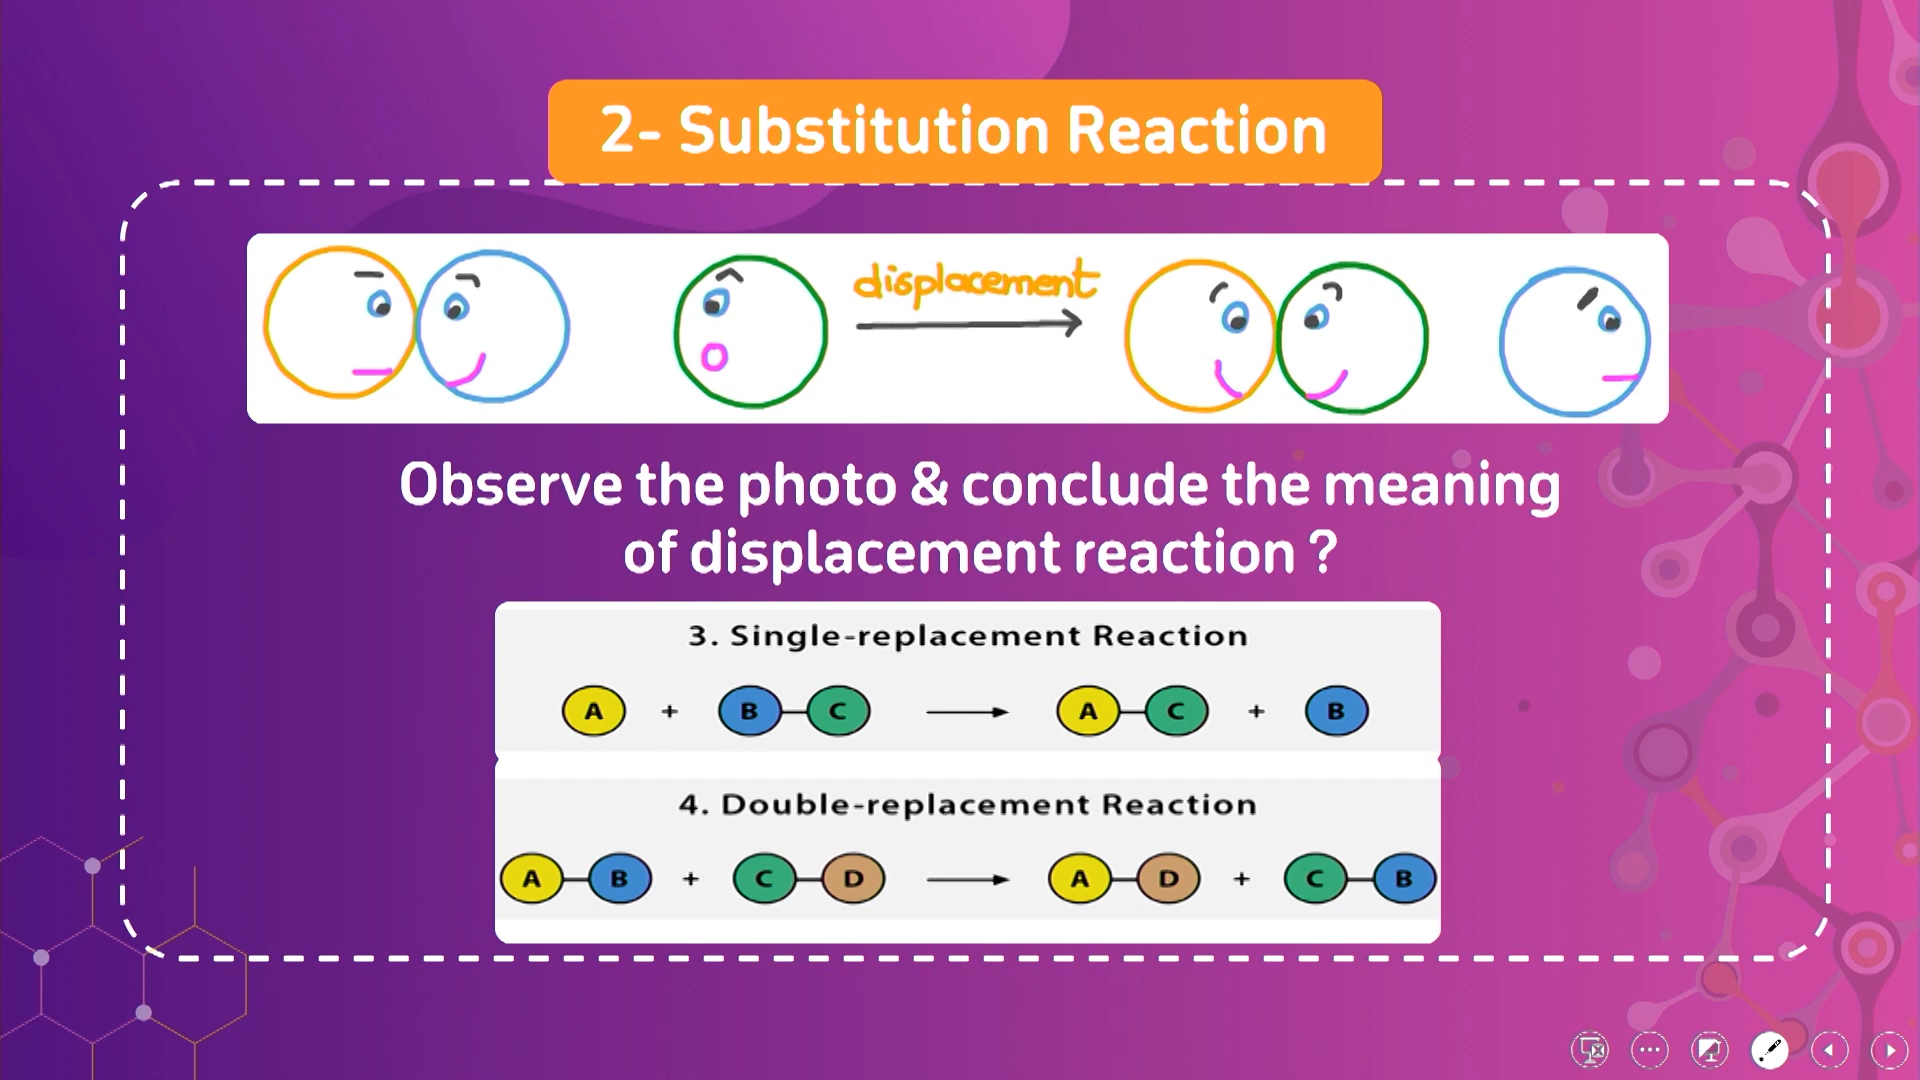 2- Substitution Reaction
displacement
Observe the photo & conclude the meaning
of displacement reaction ?
3. Single-replacement Reaction
A + B C A C + B
4. Double-replacement Reaction
A B + C D A D + C B